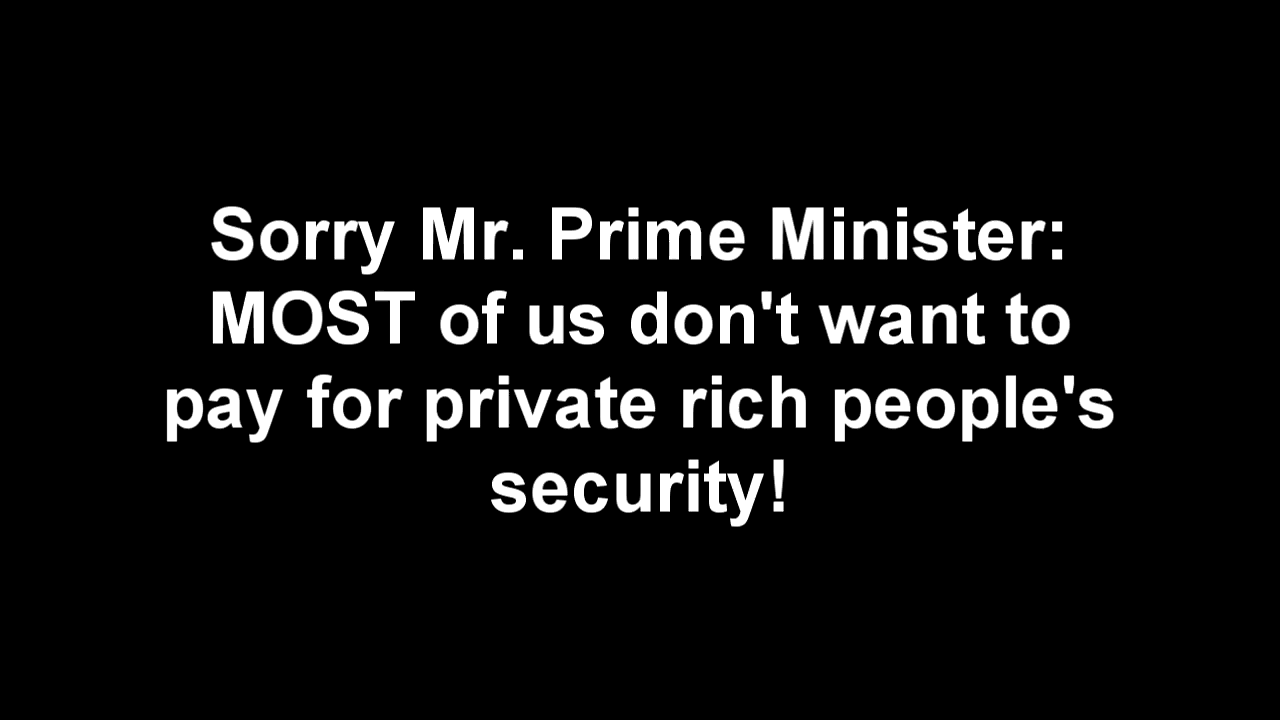 Sorry Mr. Prime Minister:
MOST of us don't want to
pay for private rich people's
security!